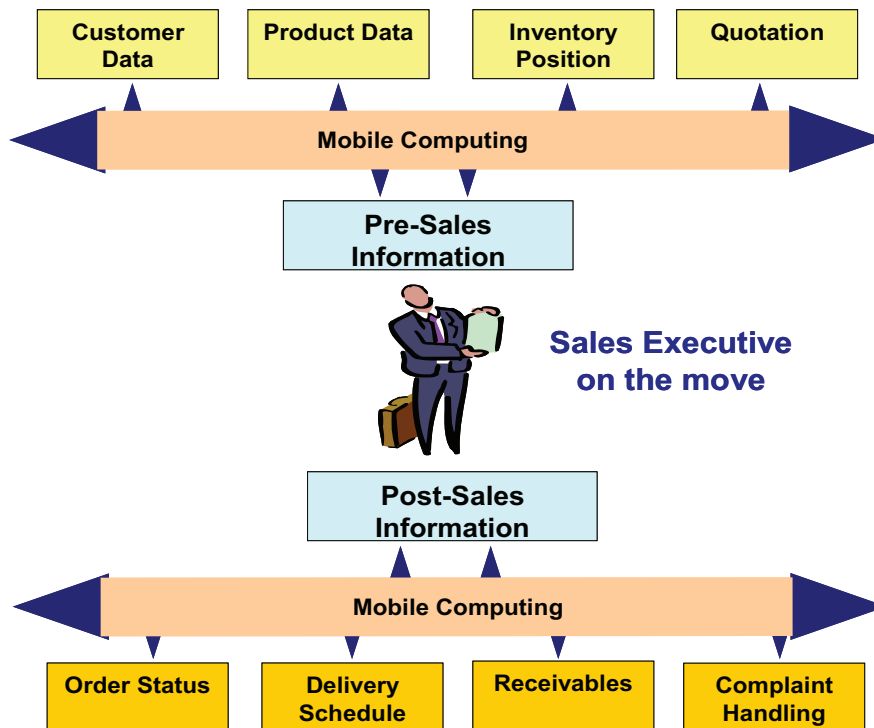 Customer
Data
Product Data
Inventory
Position
Quotation
Mobile Computing
Pre-Sales
Information
Sales Executive
on the move
Post-Sales
Information
Mobile Computing
Order Status
Delivery
Schedule
Receivables
Complaint
Handling